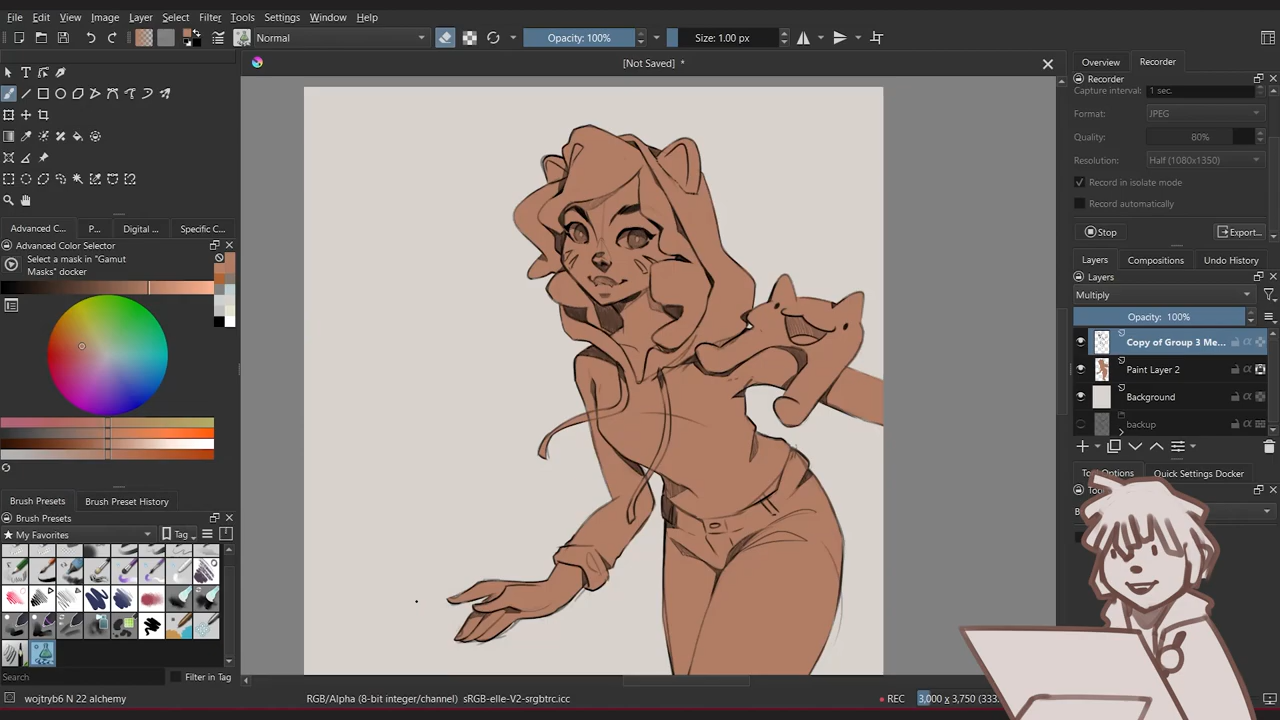 File Edit View Image Layer Select Filter Tools Settings Window Help
Normal Opacity: 100% Size: 1.00 px
[Not Saved] *
Overview Recorder
Recorder
Capture interval: 1 sec.
Format: JPEG
Quality: 80%
Resolution: Half (1080x1350)
Record in isolate mode
Record automatically
Stop Export...
Advanced C... P... Digital ... Specific C...
Advanced Color Selector
Select a mask in "Gamut
Masks" docker
Layers Compositions Undo History
Layers
Multiply
Opacity: 100%
Copy of Group 3 Me...
Paint Layer 2
Background
backup
Quick Settings Docker
Brush Presets Brush Preset History
Brush Presets
My Favorites Tag
Search Filter in Tag
wojtryb6 N 22 alchemy RGB/Alpha (8-bit integer/channel) sRGB-elle-V2-srgbtrc.icc REC 3,000 x 3,750 (333.